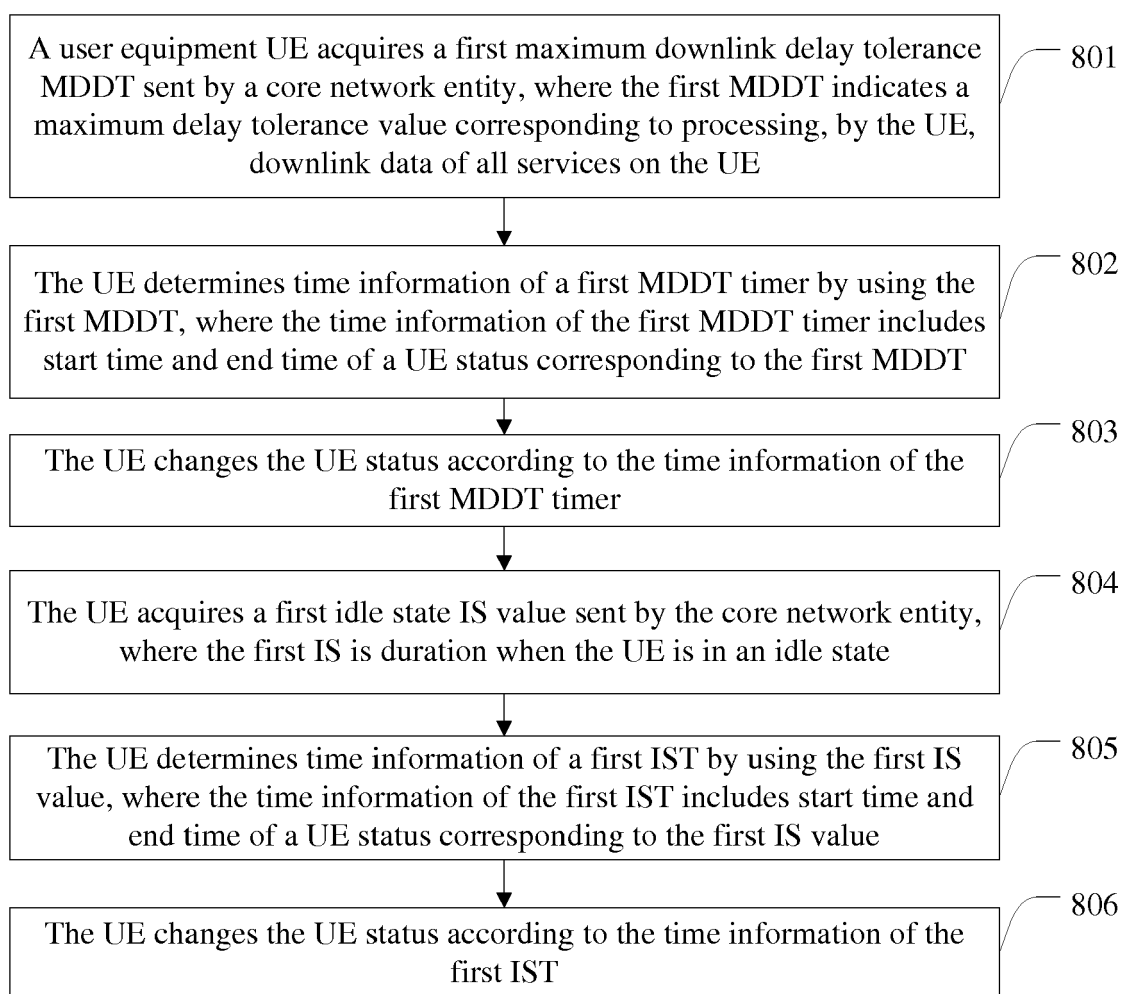 A user equipment UE acquires a first maximum downlink delay tolerance
MDDT sent by a core network entity, where the first MDDT indicates a
maximum delay tolerance value corresponding to processing, by the UE,
downlink data of all services on the UE
801
The UE determines time information of a first MDDT timer by using the
first MDDT, where the time information of the first MDDT timer includes
start time and end time of a UE status corresponding to the first MDDT
802
The UE changes the UE status according to the time information of the
first MDDT timer
803
The UE acquires a first idle state IS value sent by the core network entity,
where the first IS is duration when the UE is in an idle state
804
The UE determines time information of a first IST by using the first IS
value, where the time information of the first IST includes start time and
end time of a UE status corresponding to the first IS value
805
The UE changes the UE status according to the time information of the
first IST
806